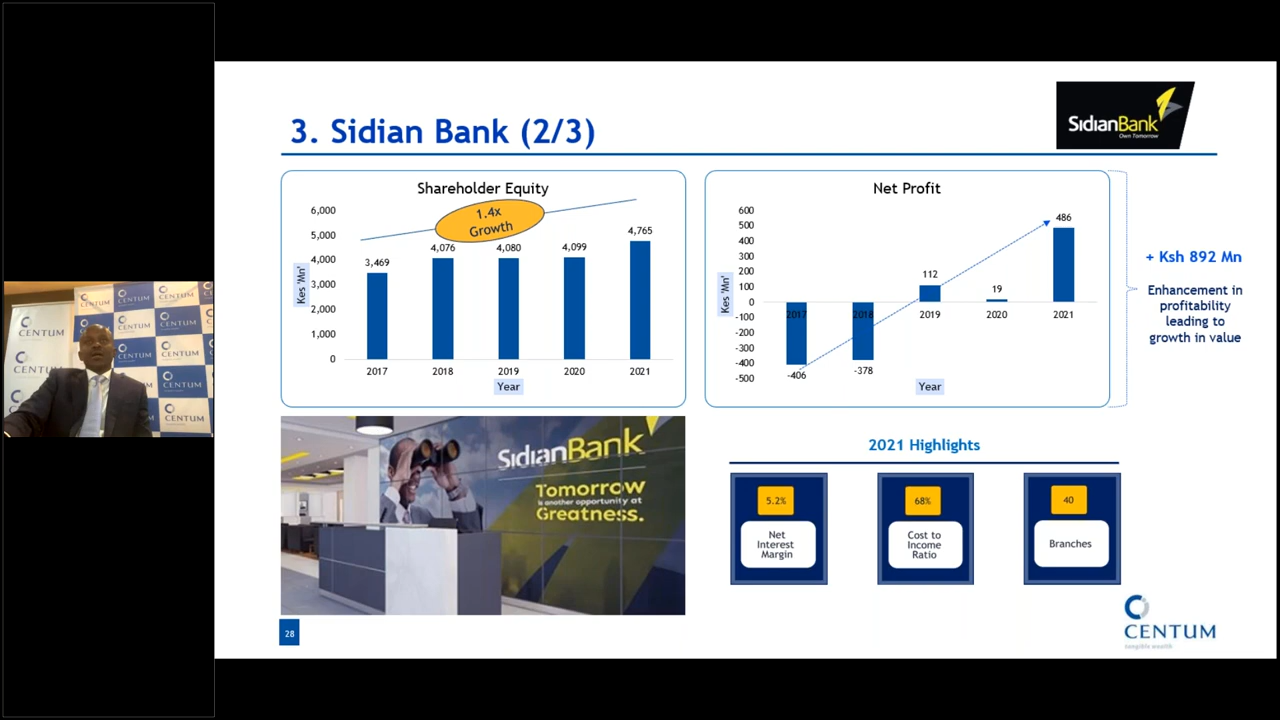 3. Sidian Bank (2/3)
SidianBank
Own Tomorrow
Shareholder Equity
1.4x
Growth
6,000
5,000
4,000
3,000
2,000
1,000
0
Kes 'Mn'
3,469
4,076
4,080
4,099
4,765
2017
2018
2019
2020
2021
Year
Net Profit
600
500
400
300
200
100
0
-100
-200
-300
-400
-500
Kes 'Mn'
-406
-378
112
19
486
2017
2018
2019
2020
2021
Year
+ Ksh 892 Mn
Enhancement in
profitability
leading to
growth in value
SidianBank
Tomorrow
is another opportunity at
Greatness.
2021 Highlights
5.2%
Net
Interest
Margin
68%
Cost to
Income
Ratio
40
Branches
28
CENTUM
tangible wealth
CENTUM
CENTUM
CENTUM
CENTUM
CENTUM
CENTUM
CENTUM